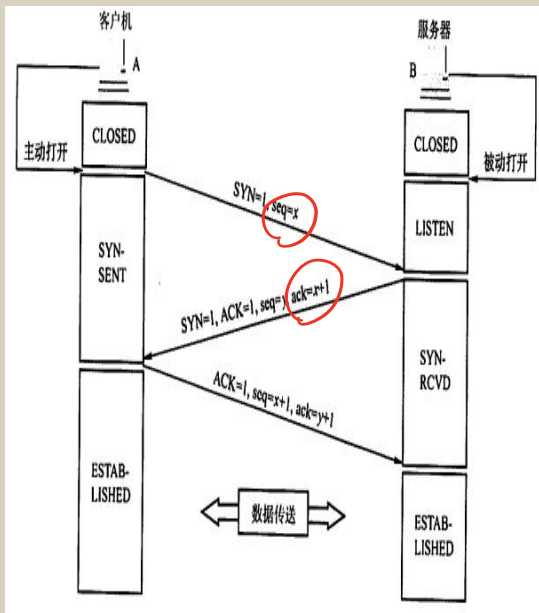 客户机
服务器
A
B
CLOSED
CLOSED
主动打开
被动打开
SYN=1, seq=x
LISTEN
SYN-
SENT
SYN=1, ACK=1, seq=y, ack=x+1
SYN-
RCVD
ACK=1, seq=x+1, ack=y+1
ESTAB-
LISHED
数据传送
ESTAB-
LISHED